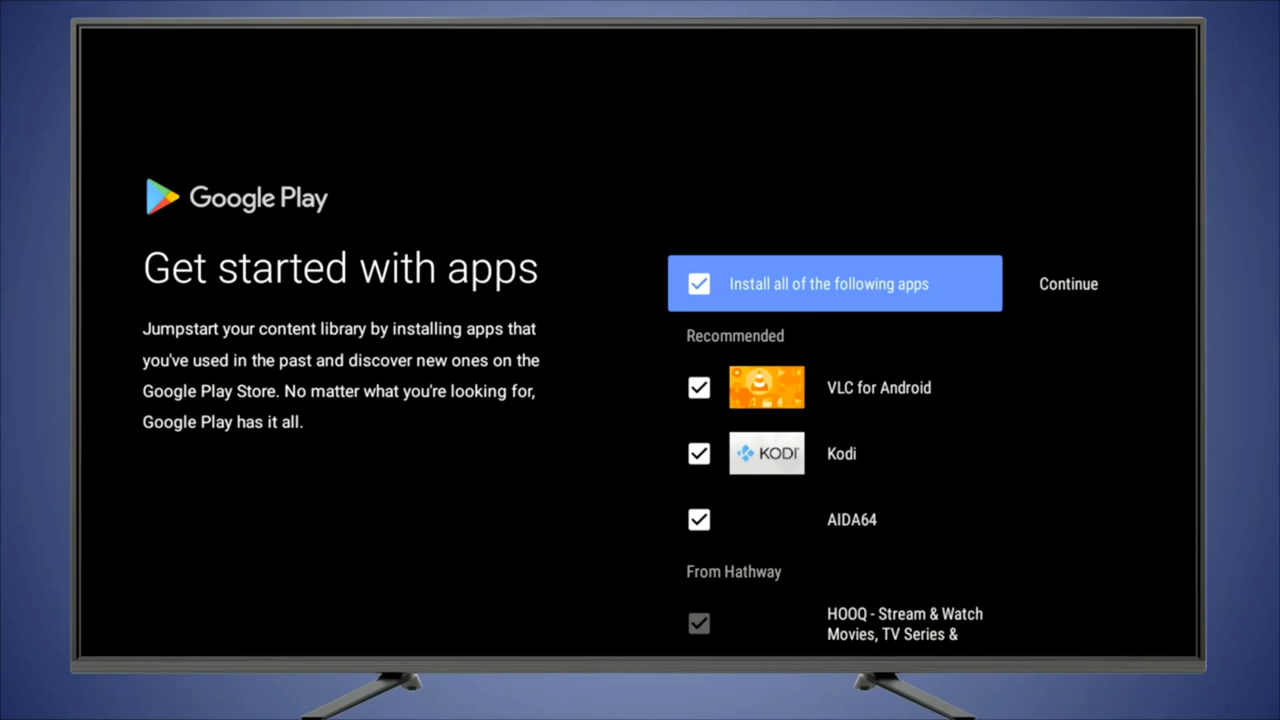 Google Play
Get started with apps
Jumpstart your content library by installing apps that
you've used in the past and discover new ones on the
Google Play Store. No matter what you're looking for,
Google Play has it all.
Install all of the following apps
Continue
Recommended
VLC for Android
KODI
Kodi
AIDA64
From Hathway
HOOQ - Stream & Watch
Movies, TV Series &